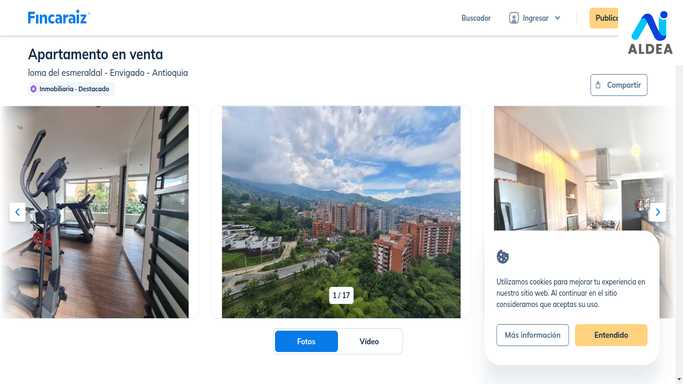 Fincaraiz
Buscador
Ingresar
ALDEA
Apartamento en venta
loma del esmeraldal - Envigado - Antioquia
Inmobiliaria - Destacado
Compartir
1 / 17
Utilizamos cookies para mejorar tu experiencia en
nuestro sitio web. Al continuar en el sitio
consideramos que aceptas su uso.
Más información
Entendido
Fotos
Video